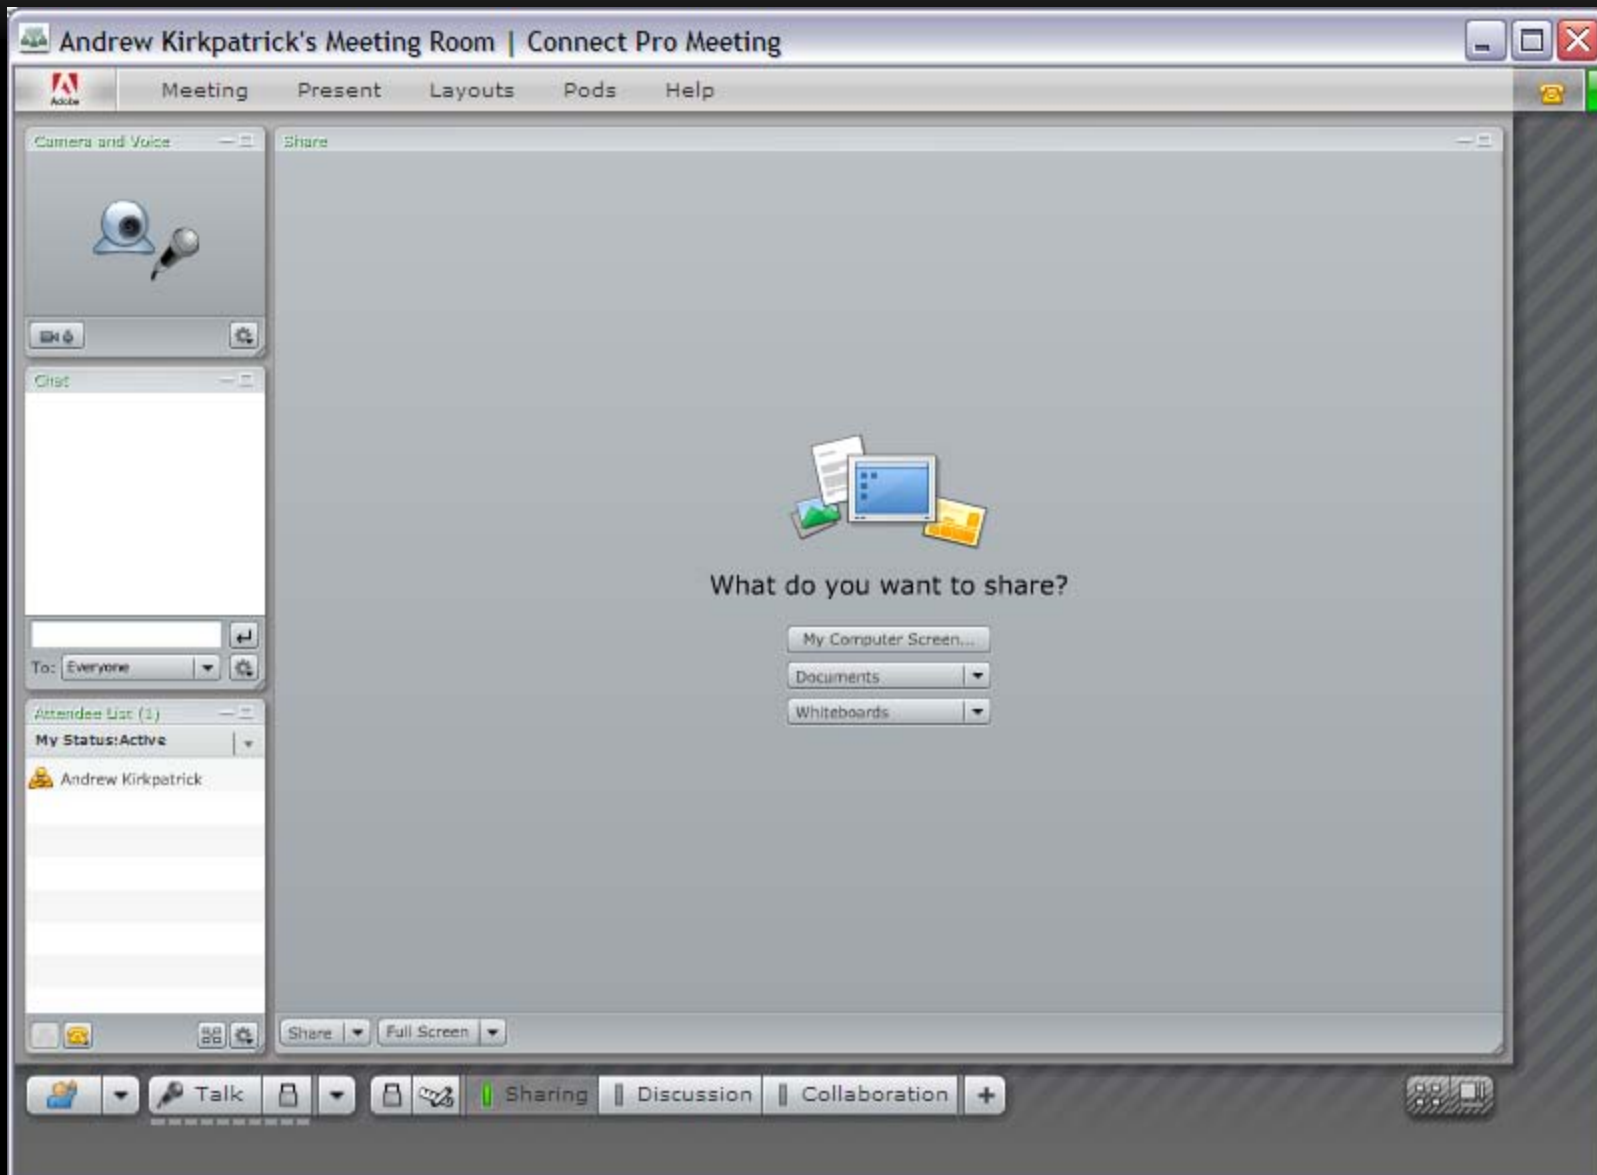 Andrew Kirkpatrick's Meeting Room | Connect Pro Meeting
Adobe
Meeting Present Layouts Pods Help
Camera and Voice
Share
Chat
To: Everyone
Attendee List (1)
My Status:Active
Andrew Kirkpatrick
What do you want to share?
My Computer Screen...
Documents
Whiteboards
Share Full Screen
Talk Sharing Discussion Collaboration +